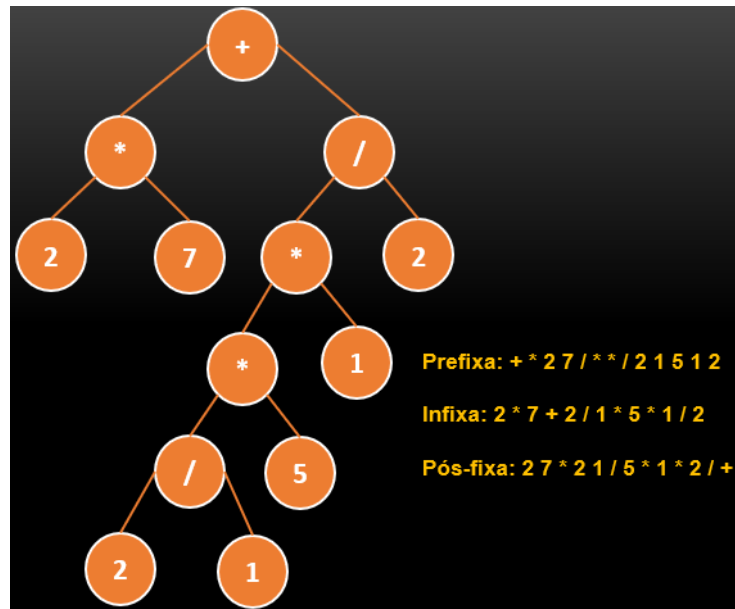 +
* /
2 7 * 2
* 1
/ 5
2 1
Prefixa: + * 2 7 / * * / 2 1 5 1 2
Infixa: 2 * 7 + 2 / 1 * 5 * 1 / 2
Pós-fixa: 2 7 * 2 1 / 5 * 1 * 2 / +